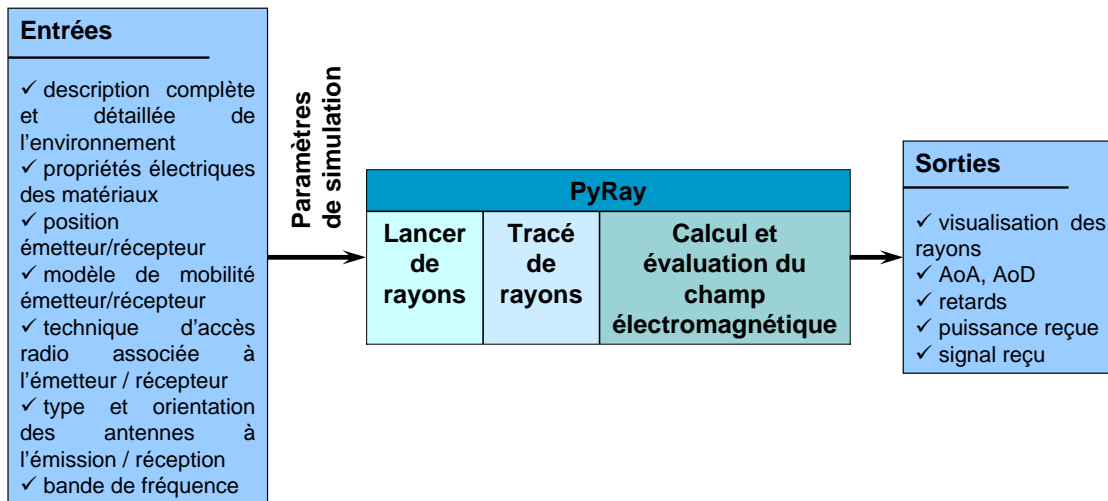 Entrées
✓ description complète
et détaillée de
l’environnement
✓ propriétés électriques
des matériaux
✓ position
émetteur/récepteur
✓ modèle de mobilité
émetteur/récepteur
✓ technique d’accès
radio associée à
l’émetteur / récepteur
✓ type et orientation
des antennes à
l’émission / réception
✓ bande de fréquence
Paramètres
de simulation
PyRay
Lancer
de
rayons
Tracé
de
rayons
Calcul et
évaluation du
champ
électromagnétique
Sorties
✓ visualisation des
rayons
✓ AoA, AoD
✓ retards
✓ puissance reçue
✓ signal reçu